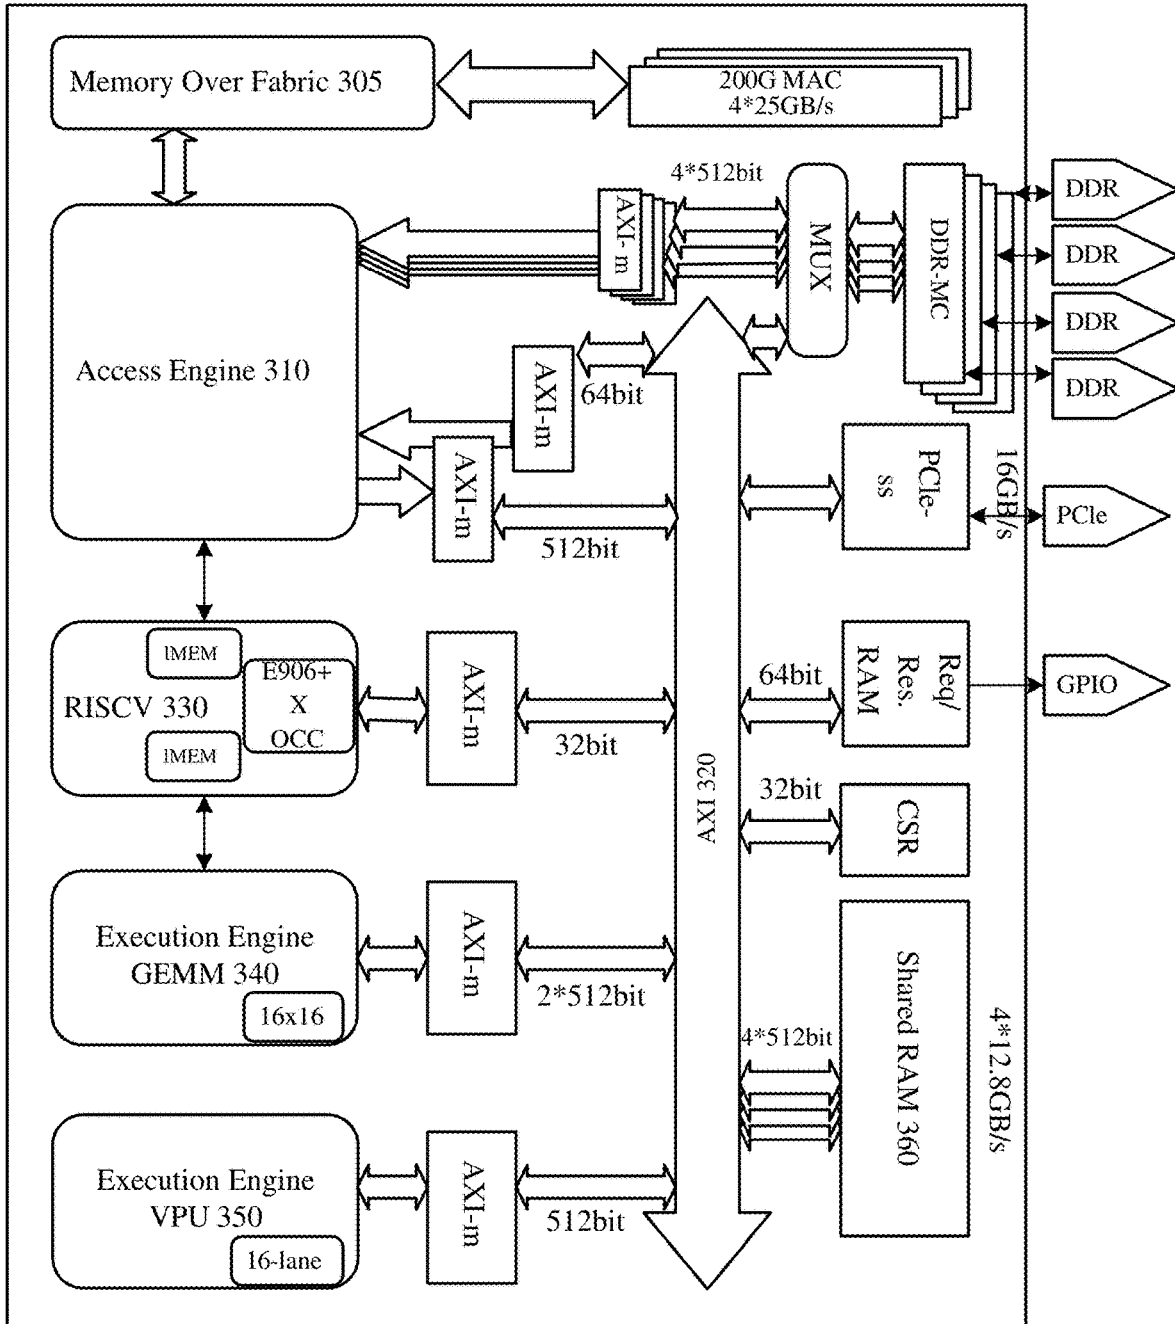 Memory Over Fabric 305
200G MAC
4*25GB/s
4*512bit
AXI-m
MUX
DDR-MC
DDR
DDR
DDR
DDR
Access Engine 310
AXI-m
64bit
AXI-m
512bit
PCIe-
ss
16GB/s
PCIe
RISCV 330
IMEM
E906+
X
OCC
IMEM
AXI-m
32bit
AXI 320
64bit
Req/
Res.
RAM
GPIO
32bit
CSR
Execution Engine
GEMM 340
16x16
AXI-m
2*512bit
4*512bit
Shared RAM 360
4*12.8GB/s
Execution Engine
VPU 350
16-lane
AXI-m
512bit